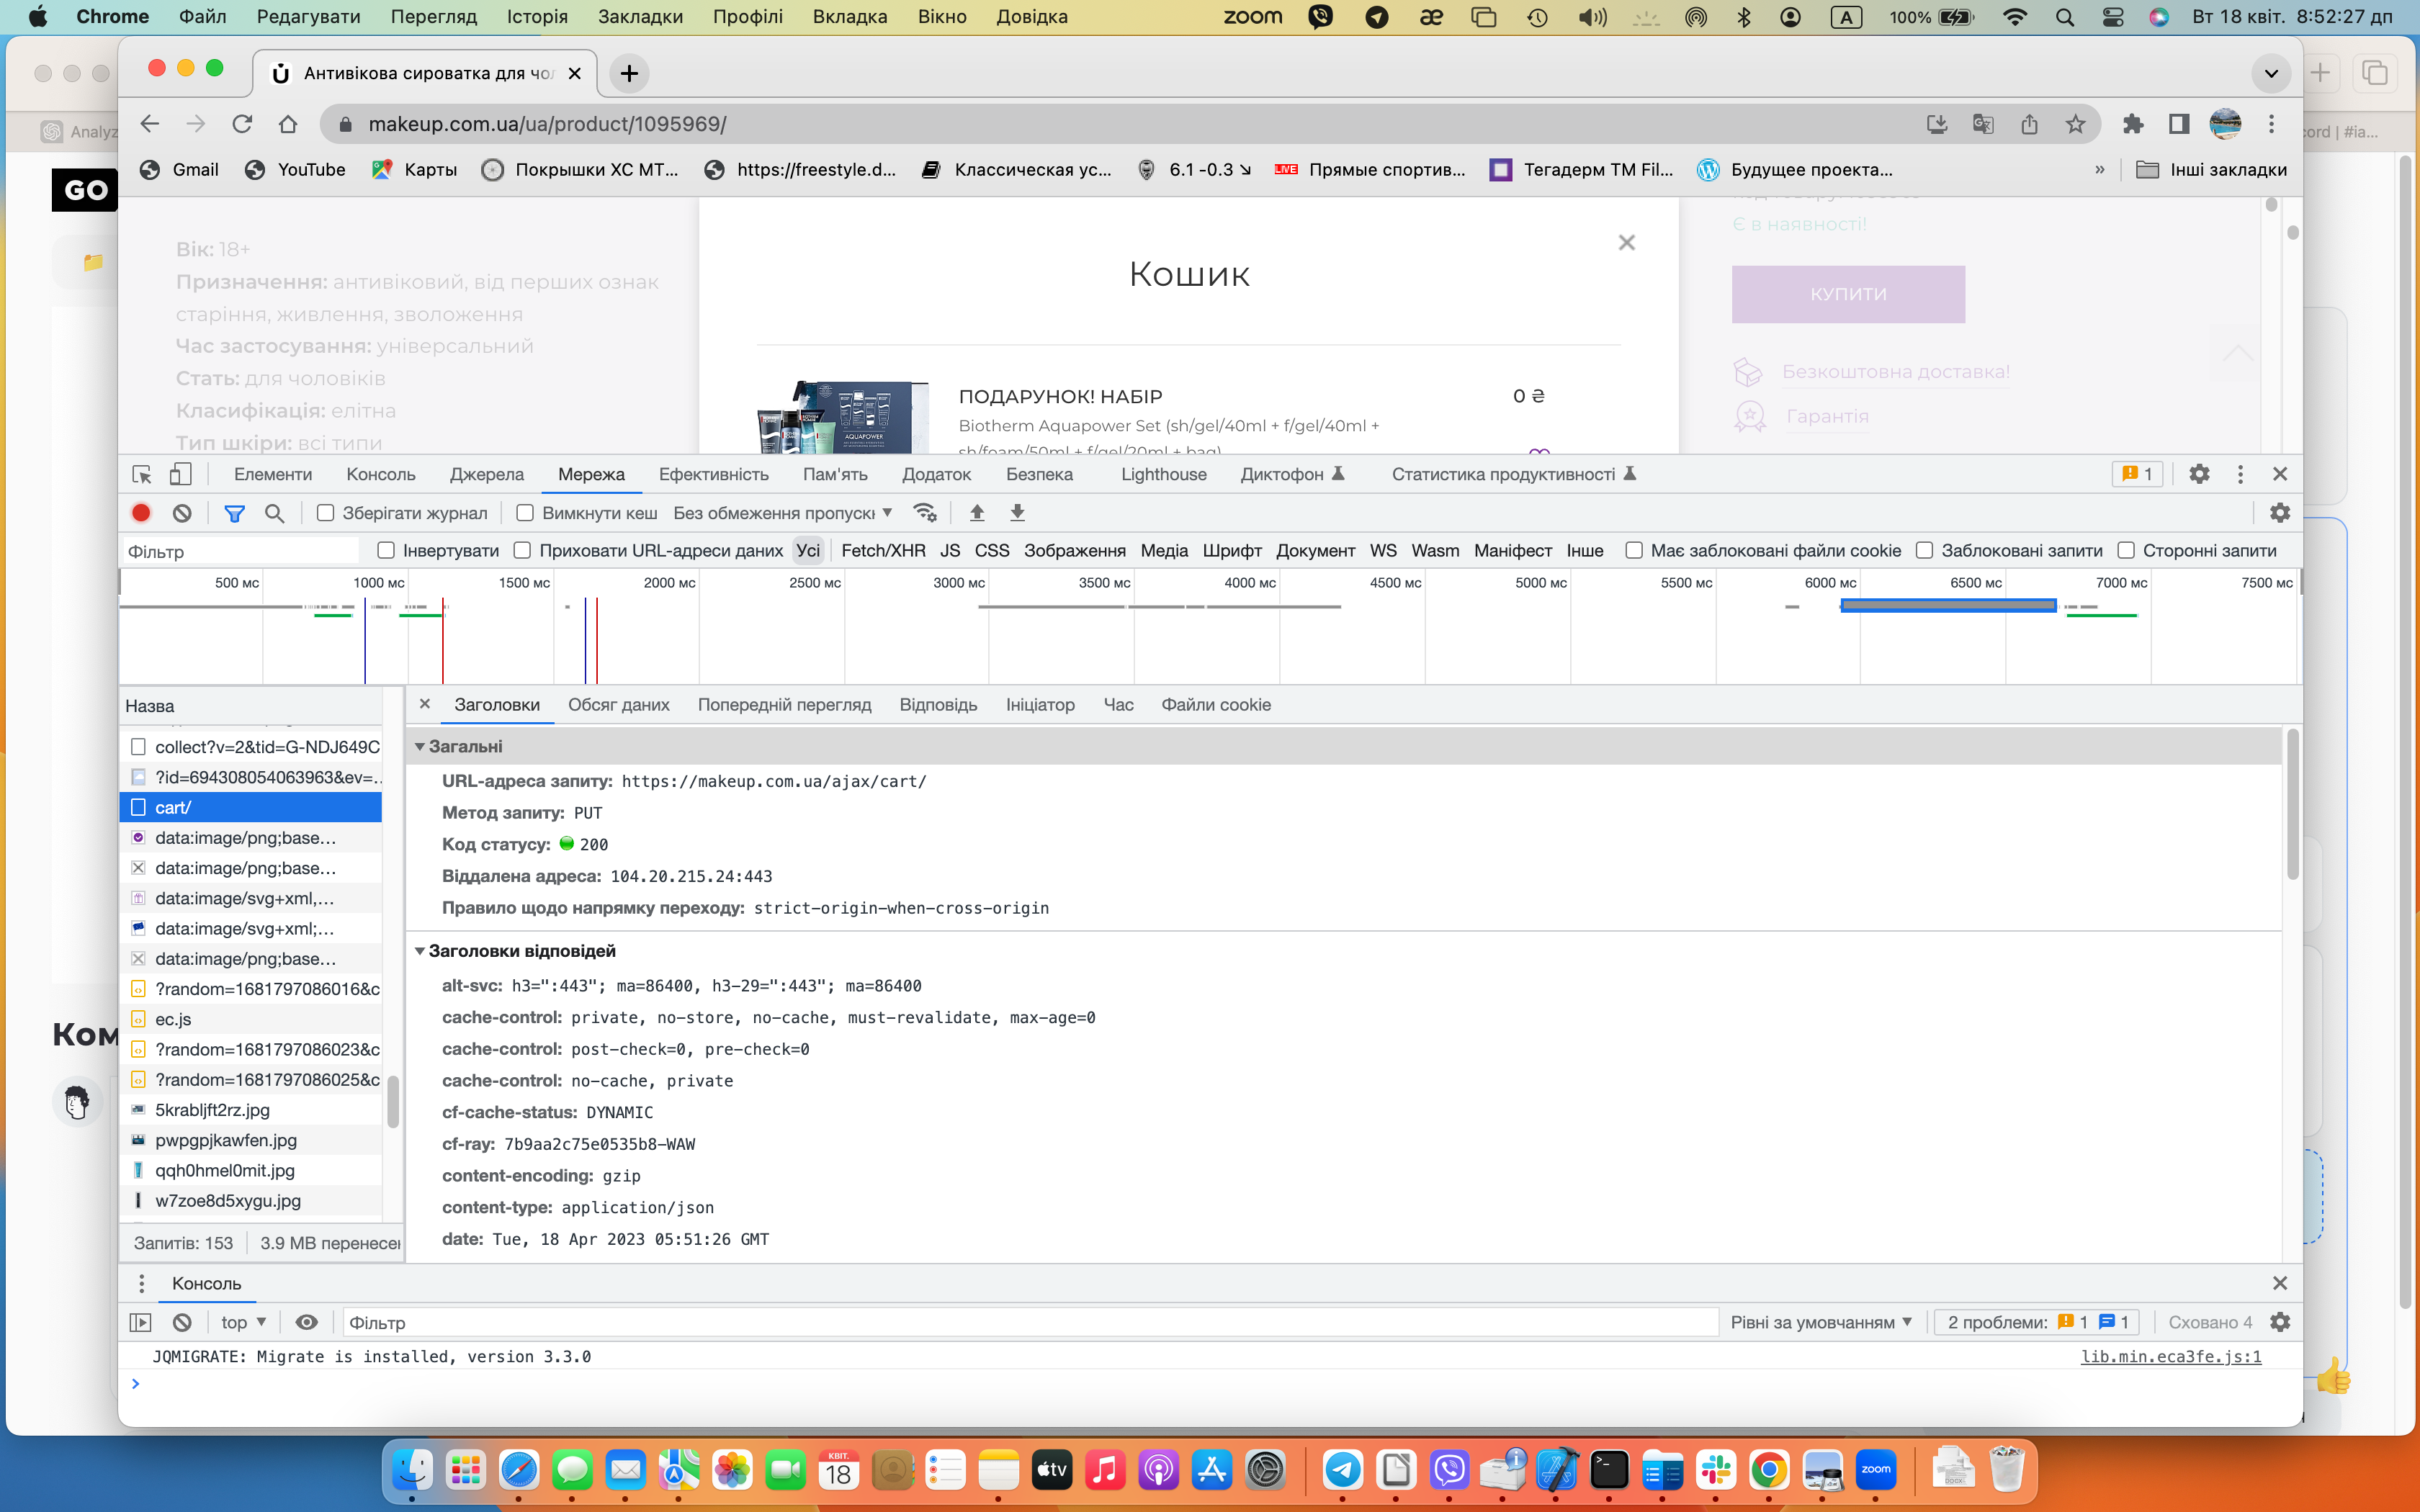 Chrome Файл Редагувати Перегляд Історія Закладки Профілі Вкладка Вікно Довідка zoom A 100% Вт 18 квіт. 8:52:27 дп
Антивікова сироватка для чол
Analyz
ord | #ia...
makeup.com.ua/ua/product/1095969/
Gmail YouTube Карты Покрышки ХС МТ... https://freestyle.d... Классическая ус... 6.1 -0.3 ↘ LIVE Прямые спортив... Тегадерм TM Fil... Будущее проекта... » Інші закладки
GO
Вік: 18+
Призначення: антивіковий, від перших ознак
старіння, живлення, зволоження
Час застосування: універсальний
Стать: для чоловіків
Класифікація: елітна
Тип шкіри: всі типи
Кошик
ПОДАРУНОК! НАБІР 0 ₴
Biotherm Aquapower Set (sh/gel/40ml + f/gel/40ml +
sh/foam/50ml + f/gel/20ml + bag)
AQUAPOWER
Є в наявності!
КУПИТИ
Безкоштовна доставка!
Гарантія
Елементи Консоль Джерела Мережа Ефективність Пам'ять Додаток Безпека Lighthouse Диктофон Статистика продуктивності 1
Зберігати журнал Вимкнути кеш Без обмеження пропускн
Фільтр Інвертувати Приховати URL-адреси даних Усі Fetch/XHR JS CSS Зображення Медіа Шрифт Документ WS Wasm Маніфест Інше Має заблоковані файли cookie Заблоковані запити Сторонні запити
500 мс 1000 мс 1500 мс 2000 мс 2500 мс 3000 мс 3500 мс 4000 мс 4500 мс 5000 мс 5500 мс 6000 мс 6500 мс 7000 мс 7500 мс
Назва
collect?v=2&tid=G-NDJ649C
?id=694308054063963&ev=...
cart/
data:image/png;base...
data:image/png;base...
data:image/svg+xml,...
data:image/svg+xml;...
data:image/png;base...
?random=1681797086016&c
ec.js
?random=1681797086023&c
?random=1681797086025&c
5krabljft2rz.jpg
pwpgpjkawfen.jpg
qqh0hmel0mit.jpg
w7zoe8d5xygu.jpg
Запитів: 153 3.9 MB перенесен
Заголовки Обсяг даних Попередній перегляд Відповідь Ініціатор Час Файли cookie
Загальні
URL-адреса запиту: https://makeup.com.ua/ajax/cart/
Метод запиту: PUT
Код статусу: 200
Віддалена адреса: 104.20.215.24:443
Правило щодо напрямку переходу: strict-origin-when-cross-origin
Заголовки відповідей
alt-svc: h3=":443"; ma=86400, h3-29=":443"; ma=86400
cache-control: private, no-store, no-cache, must-revalidate, max-age=0
cache-control: post-check=0, pre-check=0
cache-control: no-cache, private
cf-cache-status: DYNAMIC
cf-ray: 7b9aa2c75e0535b8-WAW
content-encoding: gzip
content-type: application/json
date: Tue, 18 Apr 2023 05:51:26 GMT
Ком
Консоль
top Фільтр Рівні за умовчанням 2 проблеми: 1 1 Сховано 4
JQMIGRATE: Migrate is installed, version 3.3.0 lib.min.eca3fe.js:1
КВІТ.
18
tv
zoom
DOCX